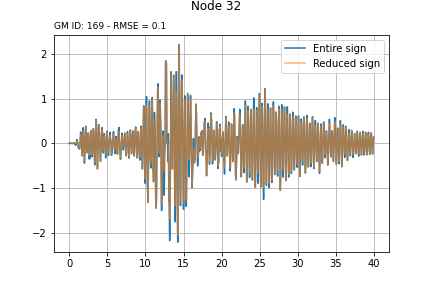 Node 32
GM ID: 169 - RMSE = 0.1
Entire sign
Reduced sign
2
1
0
−1
−2
0 5 10 15 20 25 30 35 40